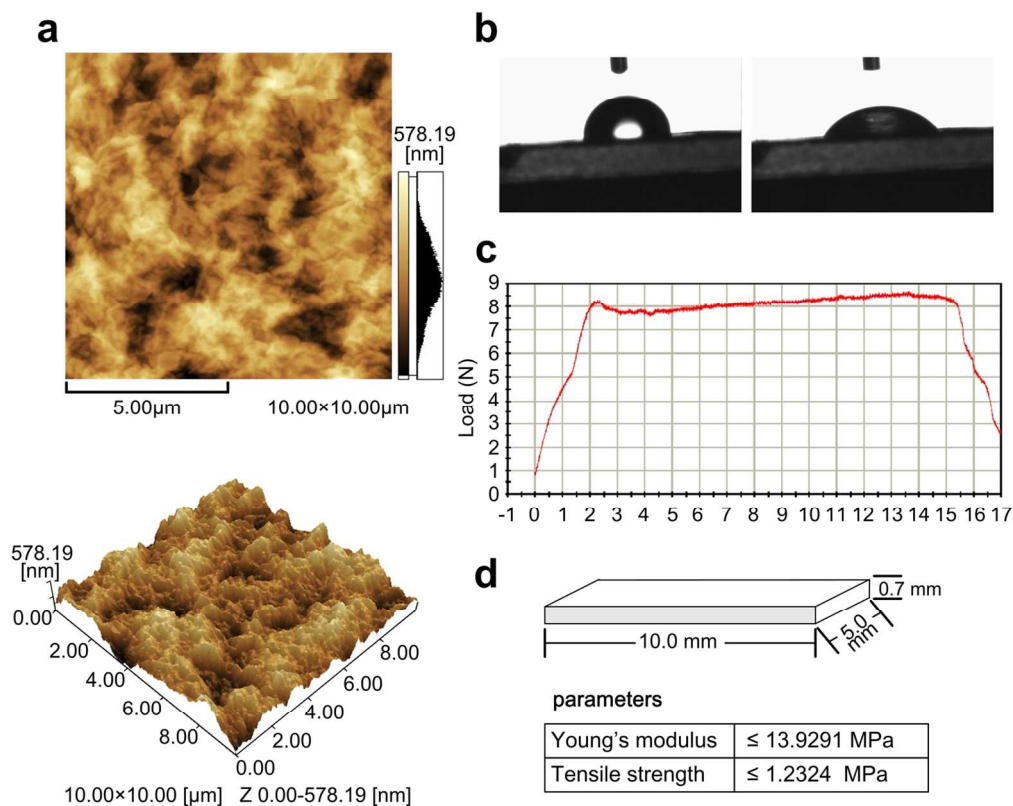 a
578.19
[nm]
5.00µm
10.00×10.00µm
578.19
[nm]
0.00
2.00
4.00
6.00
8.00
0.00
2.00
4.00
6.00
8.00
10.00×10.00 [µm] Z 0.00-578.19 [nm]
b
c
Load (N)
9
8
7
6
5
4
3
2
1
0
-1 0 1 2 3 4 5 6 7 8 9 10 11 12 13 14 15 16 17
d
0.7 mm
5.0
mm
10.0 mm
parameters
Young's modulus ≤ 13.9291 MPa
Tensile strength ≤ 1.2324 MPa